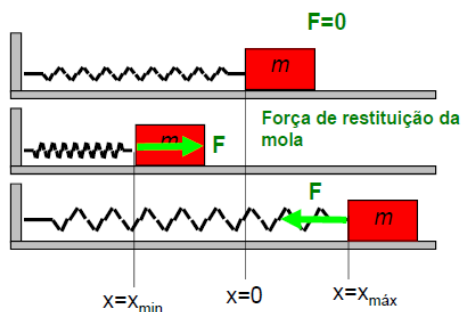 F=0
m
Força de restituição da
mola
m
F
F
m
x=xmin
x=0
x=xmáx